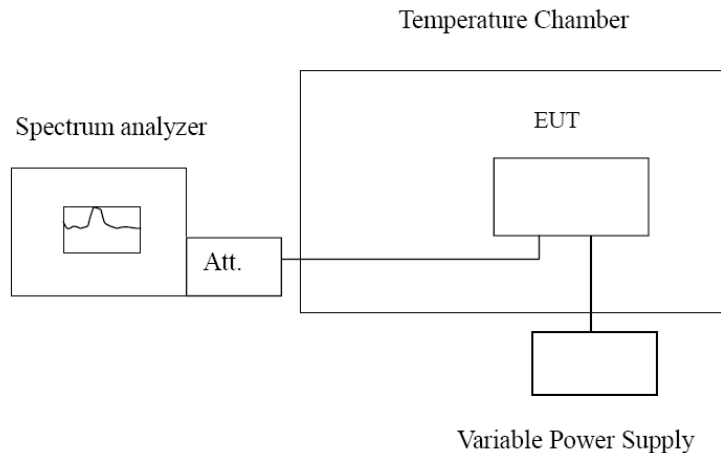 Temperature Chamber
Spectrum analyzer
EUT
Att.
Variable Power Supply